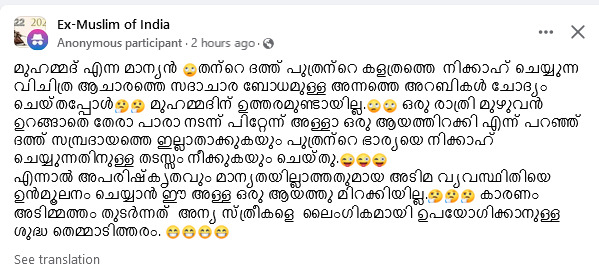 Ex-Muslim of India
Anonymous participant · 2 hours ago ·
മുഹമ്മദ് എന്ന മാന്യൻ 🙄തന്റെ ദത്ത് പുത്രന്റെ കളത്രത്തെ നിക്കാഹ് ചെയ്യുന്ന
വിചിത്ര ആചാരത്തെ സദാചാര ബോധമുള്ള അന്നത്തെ അറബികൾ ചോദ്യം
ചെയ്തപ്പോൾ🤔🤔 മുഹമ്മദിന് ഉത്തരമുണ്ടായില്ല.🙄🙄 ഒരു രാത്രി മുഴുവൻ
ഉറങ്ങാതെ തേരാ പാരാ നടന്ന് പിറ്റേന്ന് അള്ളാ ഒരു ആയത്തിറക്കി എന്ന് പറഞ്ഞ്
ദത്ത് സമ്പ്രദായത്തെ ഇല്ലാതാക്കുകയും പുത്രന്റെ ഭാര്യയെ നിക്കാഹ്
ചെയ്യുന്നതിനുള്ള തടസ്സം നീക്കുകയും ചെയ്തു.😜😜😜
എന്നാൽ അപരിഷ്കൃതവും മാന്യതയില്ലാത്തതുമായ അടിമ വ്യവസ്ഥിതിയെ
ഉൻമൂലനം ചെയ്യാൻ ഈ അള്ള ഒരു ആയത്തു മിറക്കിയില്ല.🤔🤔🤔 കാരണം
അടിമ്മത്തം തുടർന്നത് അന്യ സ്ത്രീകളെ ലൈംഗികമായി ഉപയോഗിക്കാനുള്ള
ശുദ്ധ തെമ്മാടിത്തരം. 😁😁😁😁
See translation